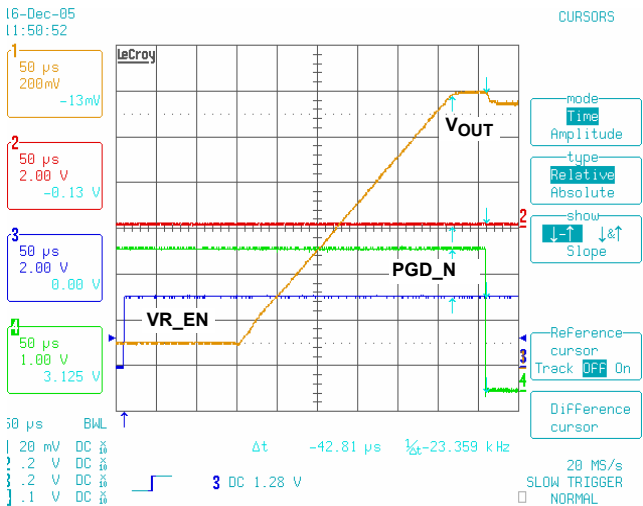 16-Dec-05
11:50:52
CURSORS
LeCroy
1
50 µs
200mV
-13mV
2
50 µs
2.00 V
-0.13 V
3
50 µs
2.00 V
0.00 V
4
50 µs
1.00 V
3.125 V
VOUT
PGD_N
VR_EN
2
3
4
mode
Time
Amplitude
type
Relative
Absolute
show
↓-↑ ↓&↑
Slope
Reference
cursor
Track Off On
Difference
cursor
50 µs BWL
20 mV DC
.2 V DC
.2 V DC
.1 V DC
Δt -42.81 µs 1/Δt -23.359 kHz
3 DC 1.28 V
20 MS/s
SLOW TRIGGER
NORMAL